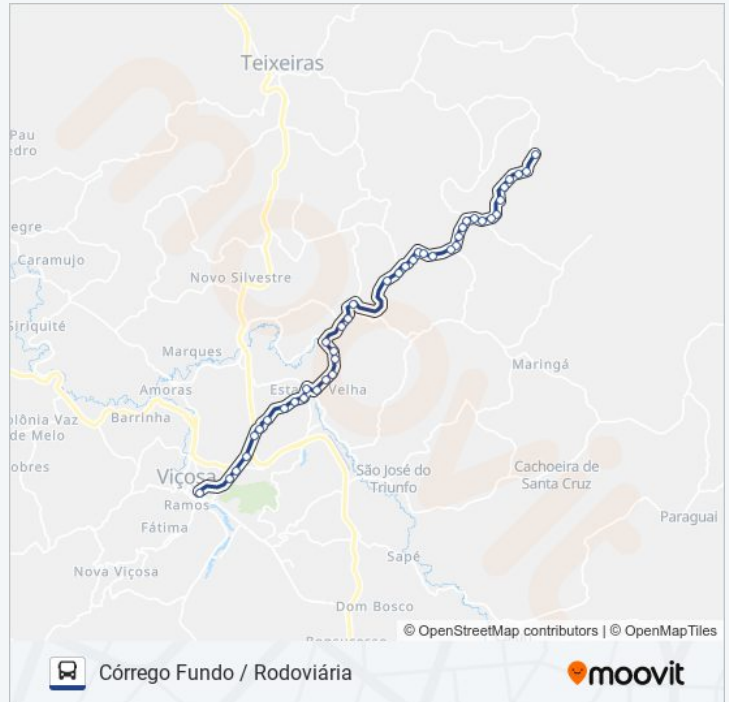 Teixeiras
Pau
edro
egre
Caramujo
Novo Silvestre
Siriquité
Marques
Maringá
Amoras
Velha
Barrinha
olônia Vaz
de Melo
obres
Viçosa
São José do
Triunfo
Cachoeira de
Santa Cruz
Ramos
Fátima
Paraguai
Sapé
Nova Viçosa
Dom Bosco
© OpenStreetMap contributors | © OpenMapTiles
Córrego Fundo / Rodoviária
moovit